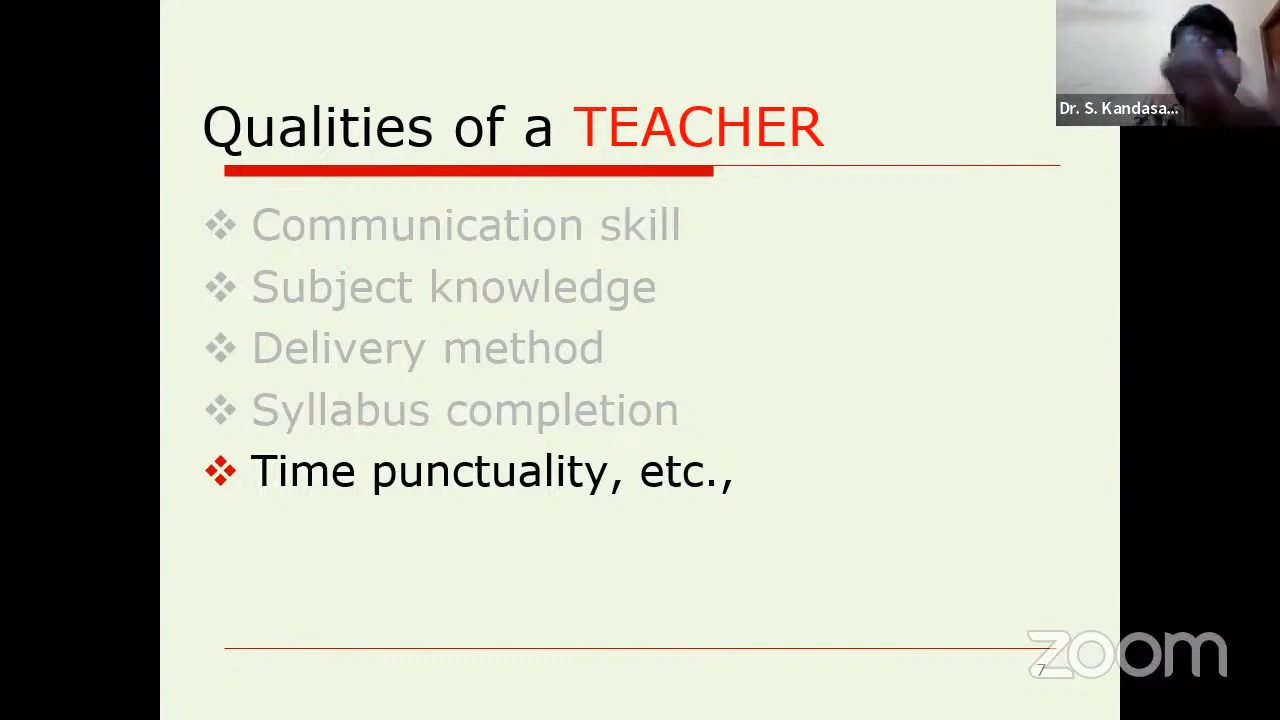 Dr. S. Kandasa...
Qualities of a TEACHER
❖ Communication skill
❖ Subject knowledge
❖ Delivery method
❖ Syllabus completion
❖ Time punctuality, etc.,
zoom
7